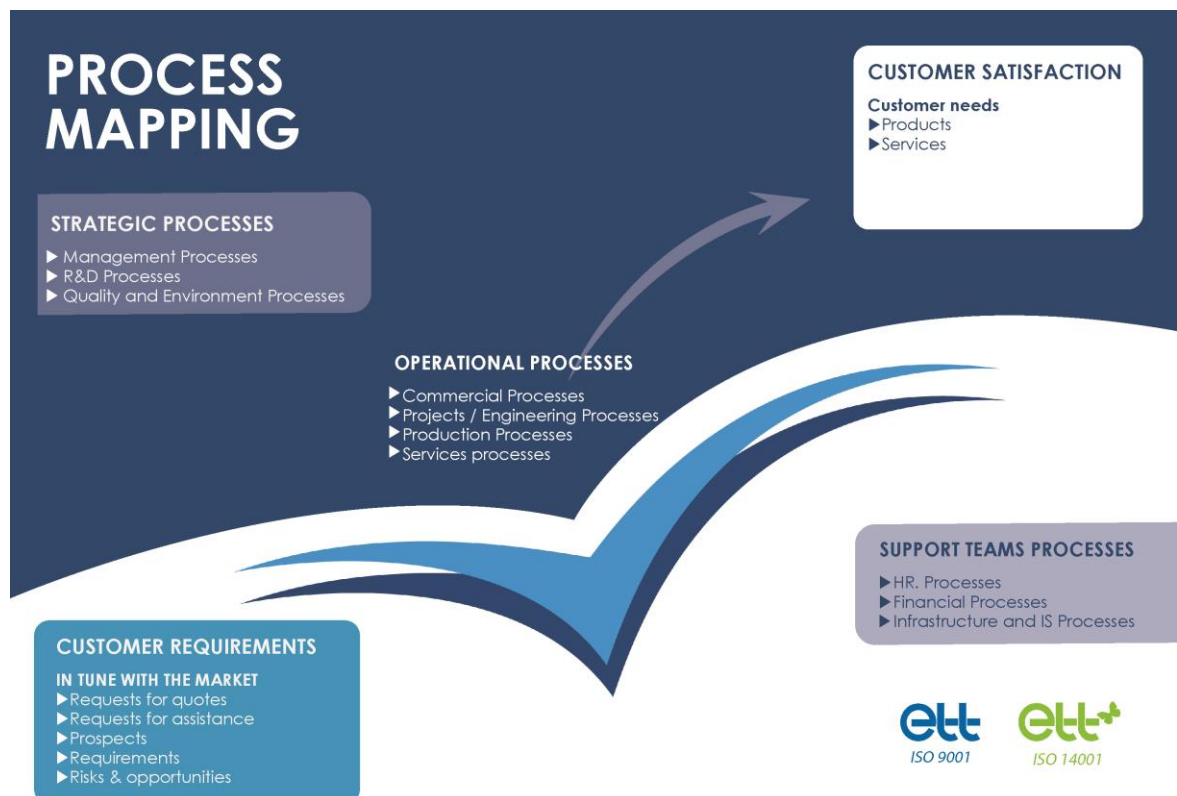 PROCESS
MAPPING
CUSTOMER SATISFACTION
Customer needs
▶Products
▶Services
STRATEGIC PROCESSES
▶ Management Processes
▶ R&D Processes
▶ Quality and Environment Processes
OPERATIONAL PROCESSES
▶Commercial Processes
▶Projects / Engineering Processes
▶Production Processes
▶Services processes
SUPPORT TEAMS PROCESSES
▶HR. Processes
▶Financial Processes
▶Infrastructure and IS Processes
CUSTOMER REQUIREMENTS
IN TUNE WITH THE MARKET
▶Requests for quotes
▶Requests for assistance
▶Prospects
▶Requirements
▶Risks & opportunities
ett
ISO 9001
ett
ISO 14001